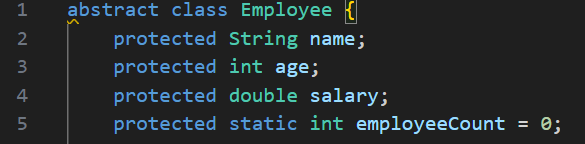 1 abstract class Employee {
2 protected String name;
3 protected int age;
4 protected double salary;
5 protected static int employeeCount = 0;